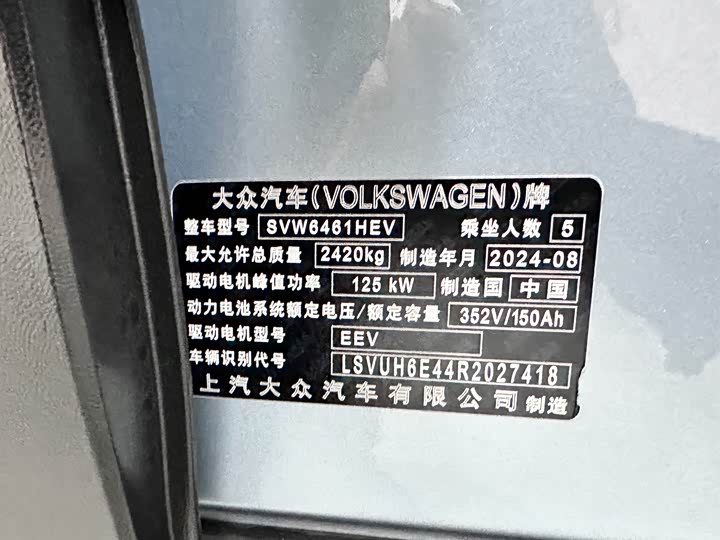 大众汽车(VOLKSWAGEN)牌
整车型号 SVW6461HEV 乘坐人数 5
最大允许总质量 2420kg 制造年月 2024-08
驱动电机峰值功率 125 kW 制造国 中国
动力电池系统额定电压/额定容量 352V/150Ah
驱动电机型号 EEV
车辆识别代号 LSVUH6E44R2027418
上汽大众汽车有限公司 制造